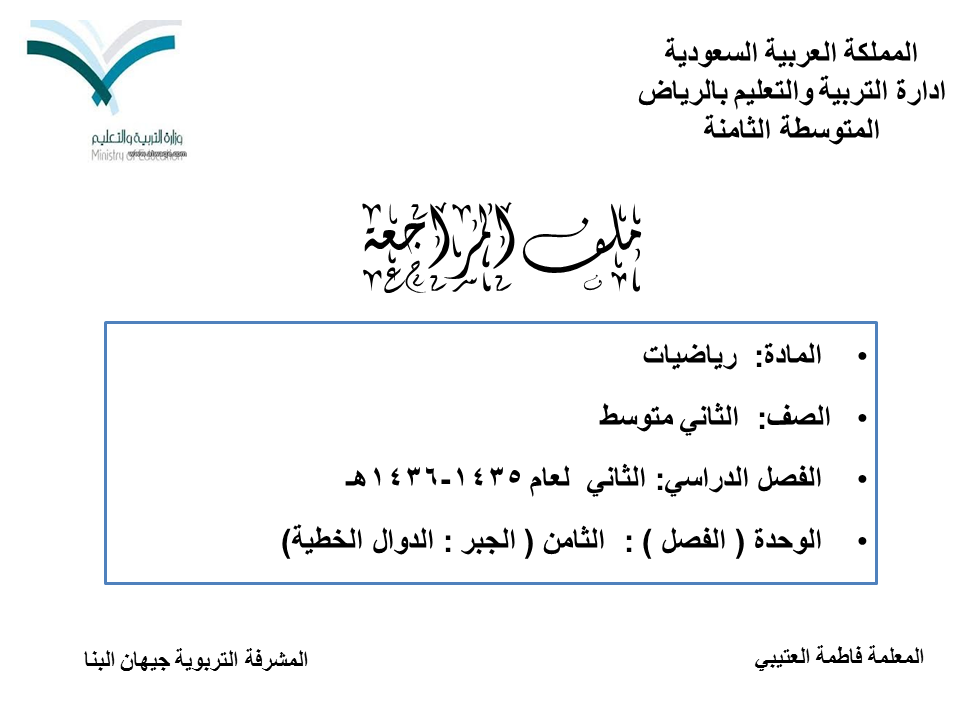 المملكة العربية السعودية
ادارة التربية والتعليم بالرياض
المتوسطة الثامنة
وزارة التربية والتعليم
Ministry of Education
ملف المراجعة
• المادة: رياضيات
• الصف: الثاني متوسط
• الفصل الدراسي: الثاني لعام ١٤٣٥-١٤٣٦هـ
• الوحدة ( الفصل ) : الثامن ( الجبر : الدوال الخطية)
المعلمة فاطمة العتيبي
المشرفة التربوية جيهان البنا